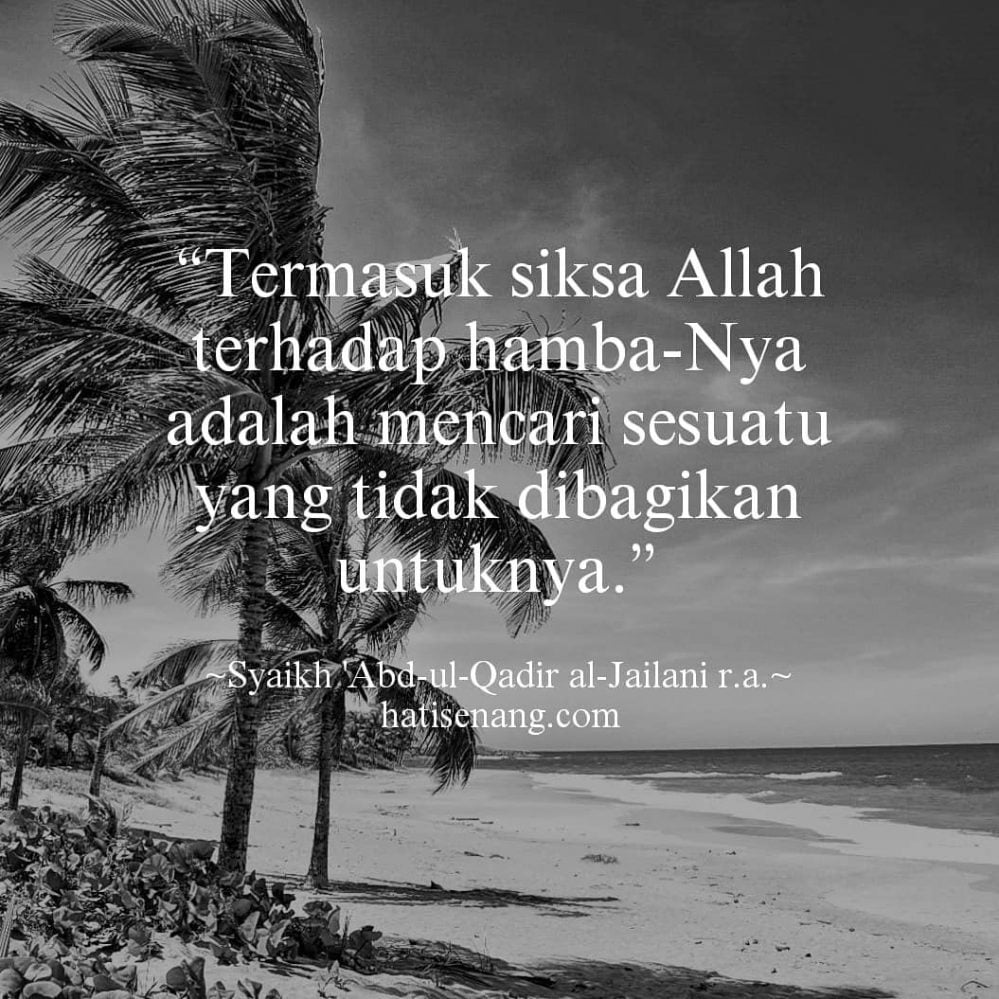 “Termasuk siksa Allah
terhadap hamba-Nya
adalah mencari sesuatu
yang tidak dibagikan
untuknya.”
~Syaikh 'Abd-ul-Qadir al-Jailani r.a.~
hatisenang.com